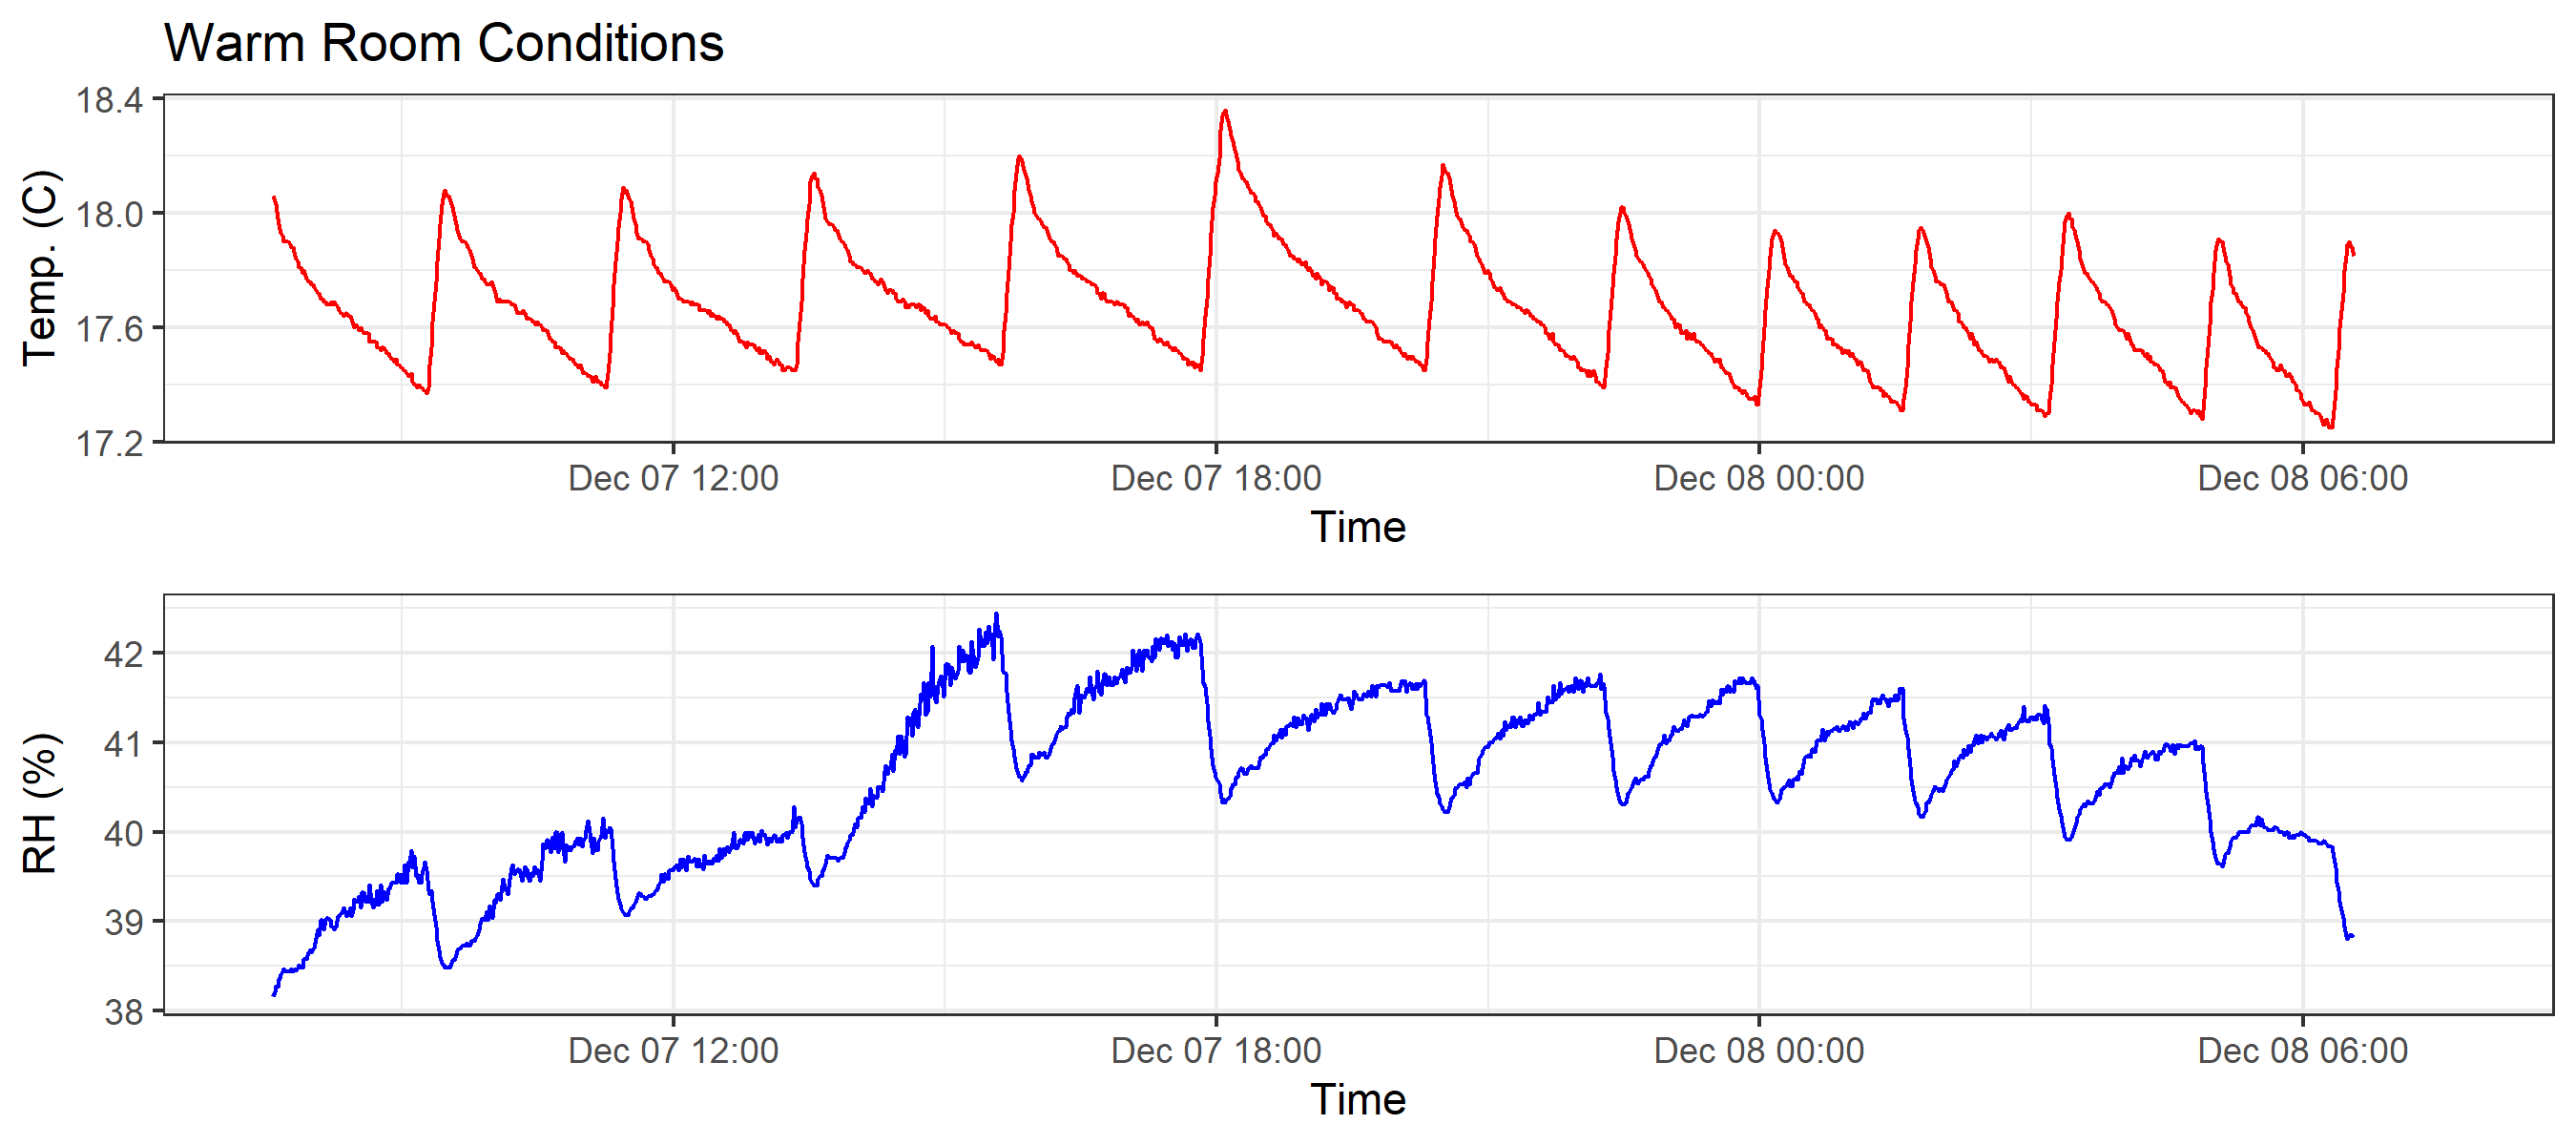 Warm Room Conditions
Temp. (C)
18.4
18.0
17.6
17.2
Dec 07 12:00 Dec 07 18:00 Dec 08 00:00 Dec 08 06:00
Time
RH (%)
42
41
40
39
38
Dec 07 12:00 Dec 07 18:00 Dec 08 00:00 Dec 08 06:00
Time